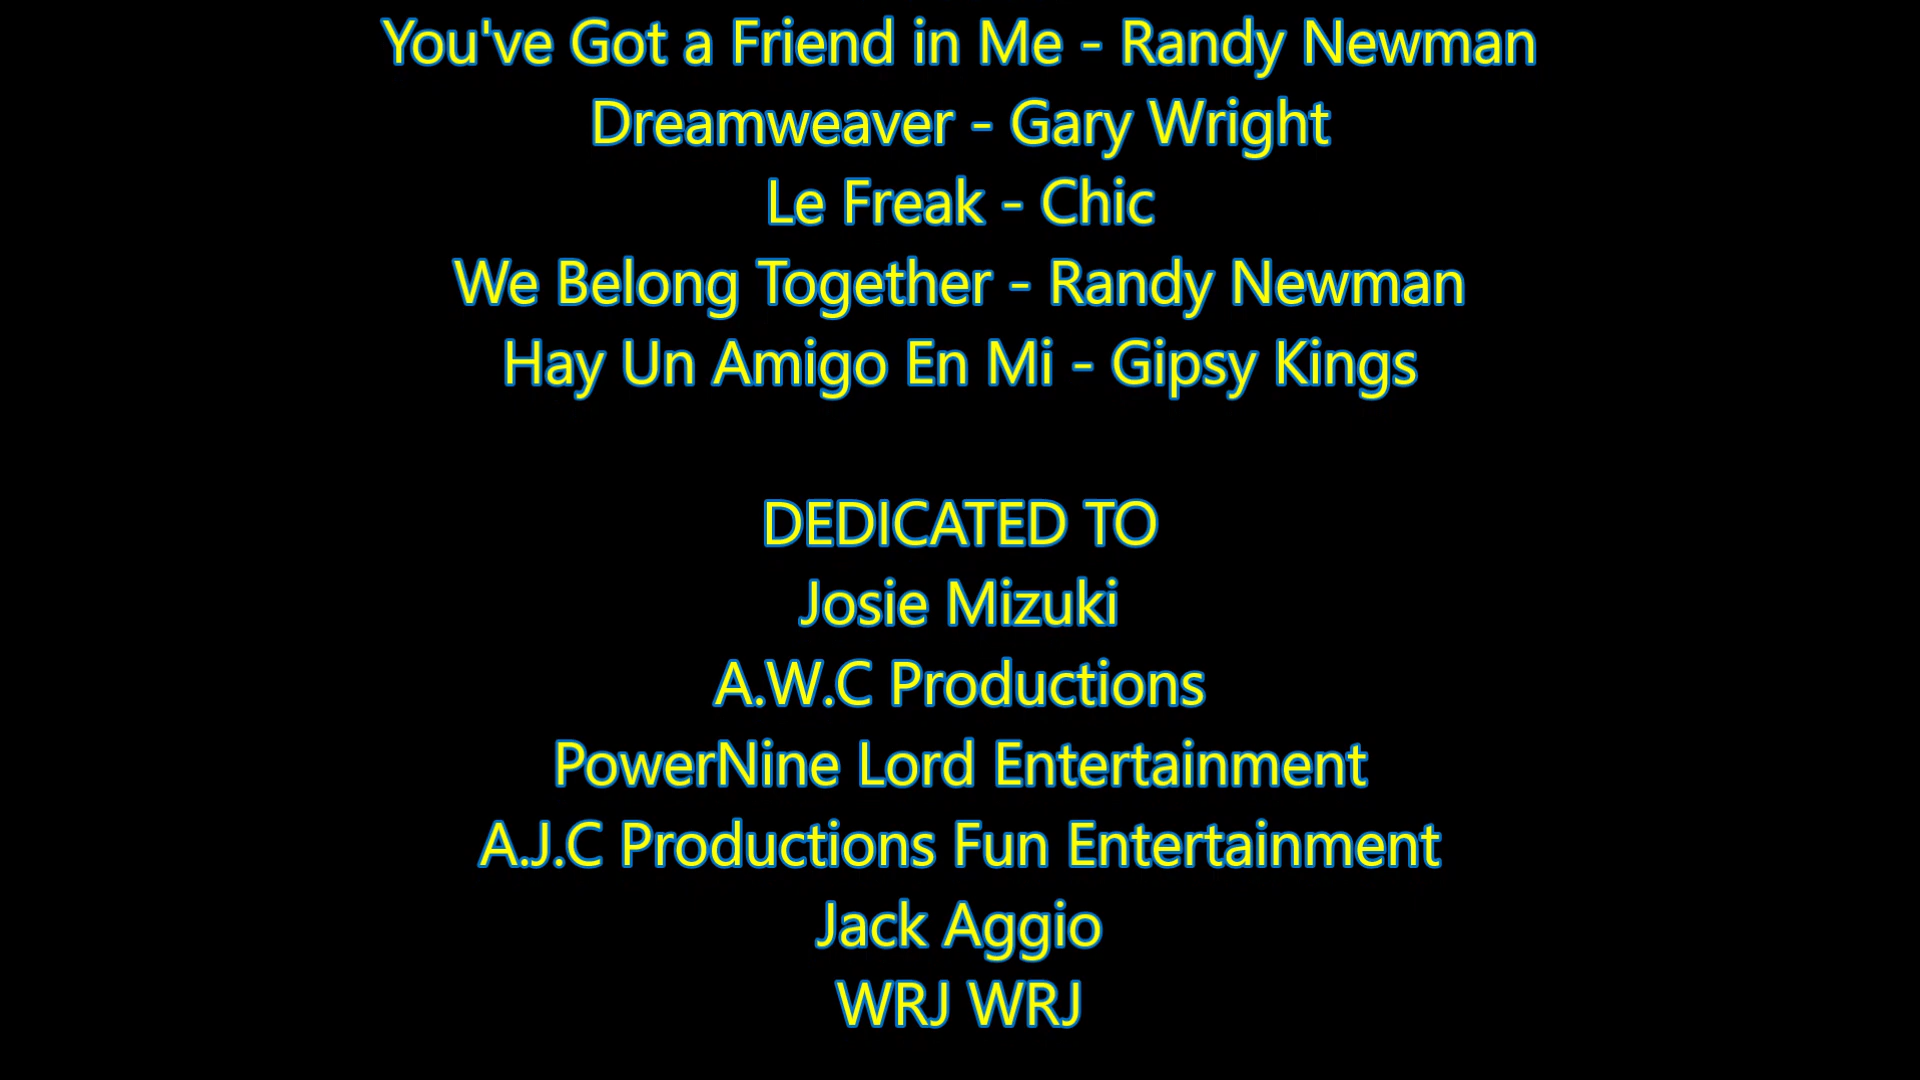 You've Got a Friend in Me - Randy Newman
Dreamweaver - Gary Wright
Le Freak - Chic
We Belong Together - Randy Newman
Hay Un Amigo En Mi - Gipsy Kings
DEDICATED TO
Josie Mizuki
A.W.C Productions
PowerNine Lord Entertainment
A.J.C Productions Fun Entertainment
Jack Aggio
WRJ WRJ